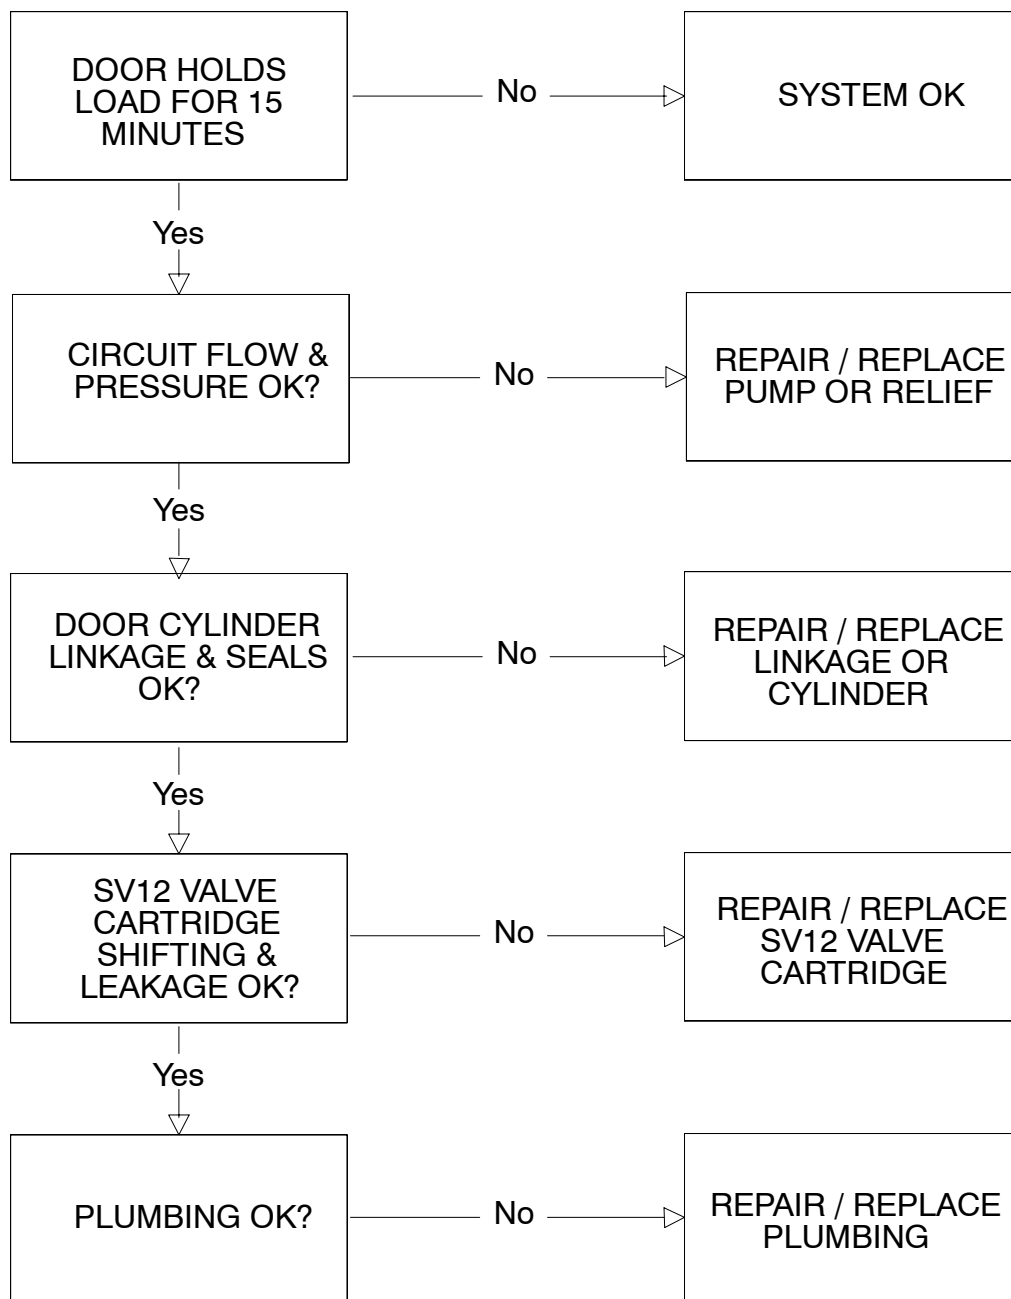 DOOR HOLDS
LOAD FOR 15
MINUTES
No
SYSTEM OK
Yes
CIRCUIT FLOW &
PRESSURE OK?
No
REPAIR / REPLACE
PUMP OR RELIEF
Yes
DOOR CYLINDER
LINKAGE & SEALS
OK?
No
REPAIR / REPLACE
LINKAGE OR
CYLINDER
Yes
SV12 VALVE
CARTRIDGE
SHIFTING &
LEAKAGE OK?
No
REPAIR / REPLACE
SV12 VALVE
CARTRIDGE
Yes
PLUMBING OK?
No
REPAIR / REPLACE
PLUMBING